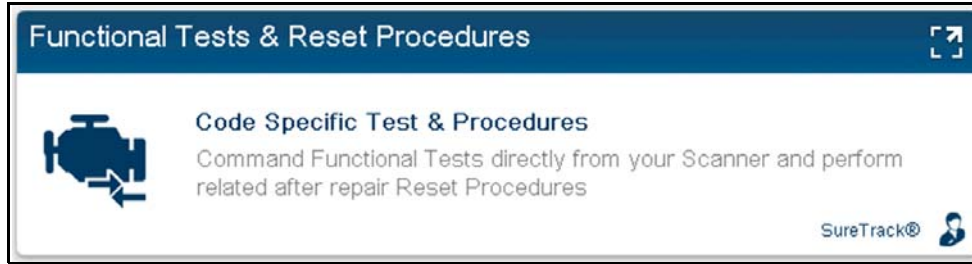 Functional Tests & Reset Procedures
Code Specific Test & Procedures
Command Functional Tests directly from your Scanner and perform
related after repair Reset Procedures
SureTrack®